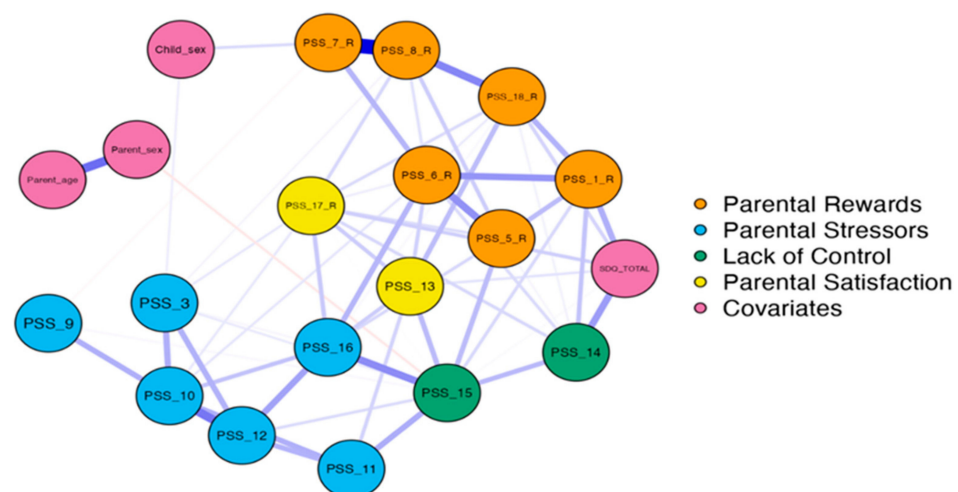 PSS_7_R
Child_sex
PSS_8_R
PSS_18_R
Parent_sex
Parent_age
PSS_6_R
PSS_1_R
PSS_17_R
PSS_5_R
SDQ_TOTAL
PSS_13
PSS_3
PSS_9
PSS_16
PSS_14
PSS_15
PSS_10
PSS_12
PSS_11
Parental Rewards
Parental Stressors
Lack of Control
Parental Satisfaction
Covariates